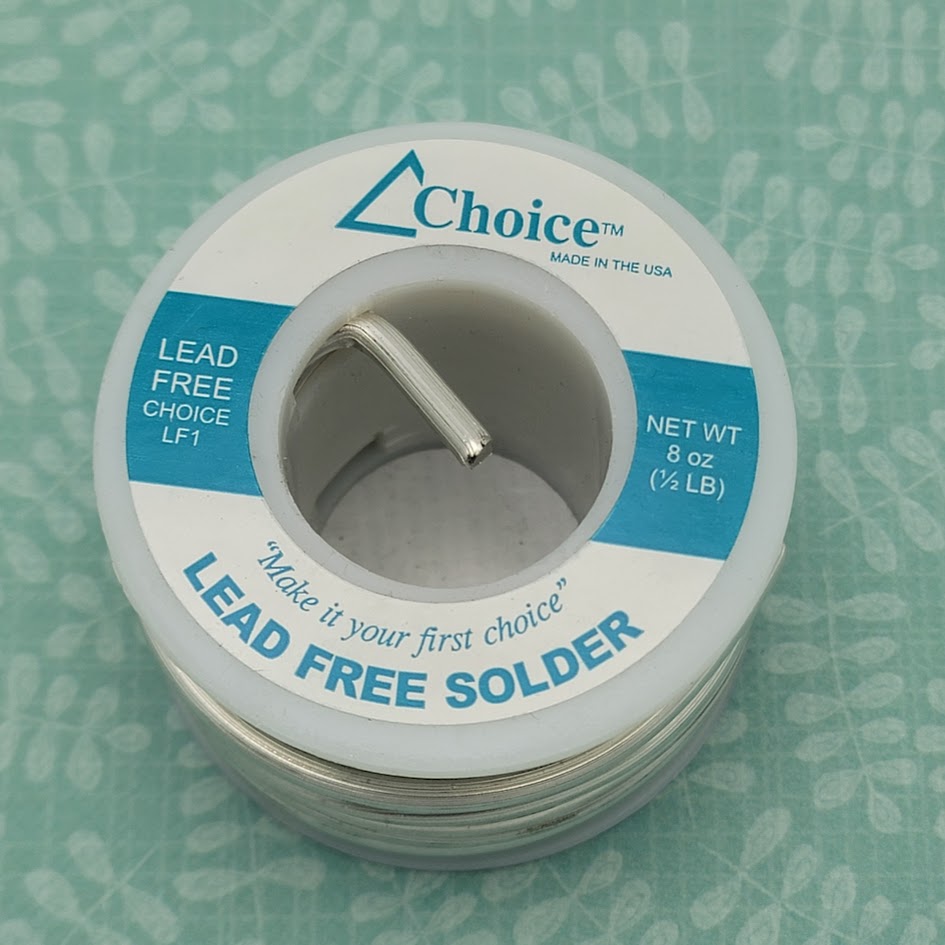 Choice™
MADE IN THE USA
LEAD
FREE
CHOICE
LF1
NET WT
8 oz
(½ LB)
“Make it your first choice”
LEAD FREE SOLDER